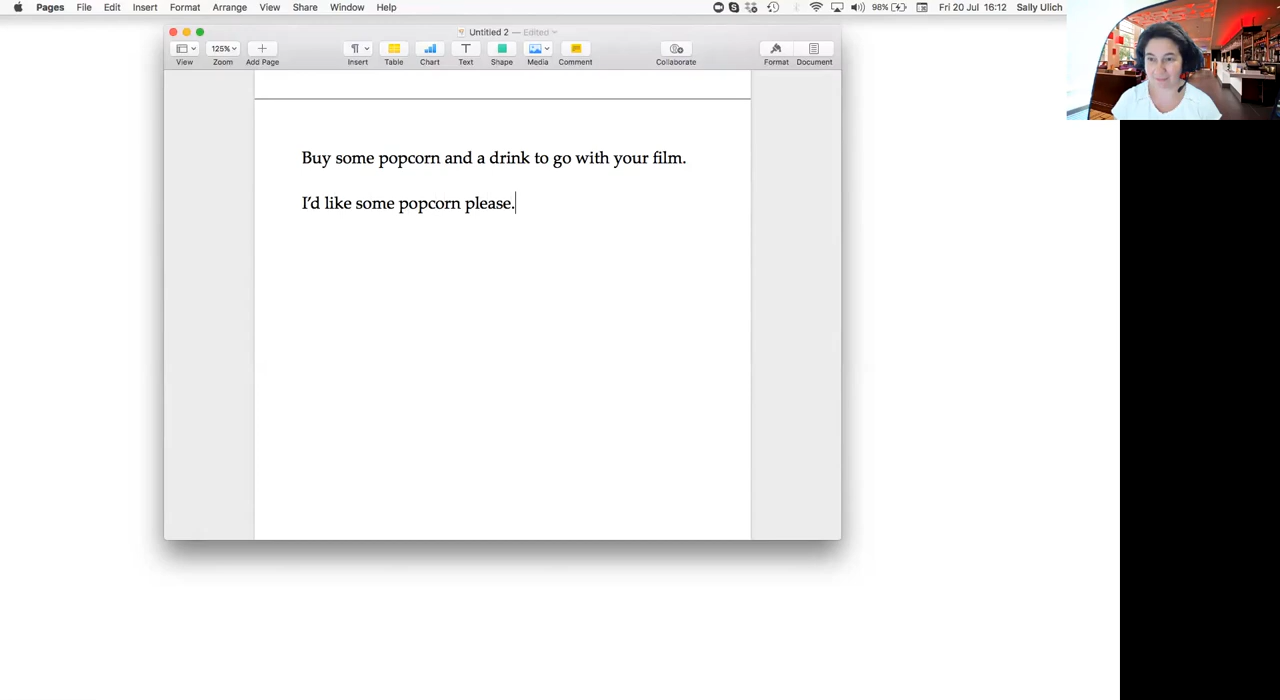 Pages File Edit Insert Format Arrange View Share Window Help 98% Fri 20 Jul 16:12 Sally Ulich
Untitled 2 — Edited
125%
View Zoom Add Page Insert Table Chart Text Shape Media Comment Collaborate Format Document
Buy some popcorn and a drink to go with your film.
I’d like some popcorn please.